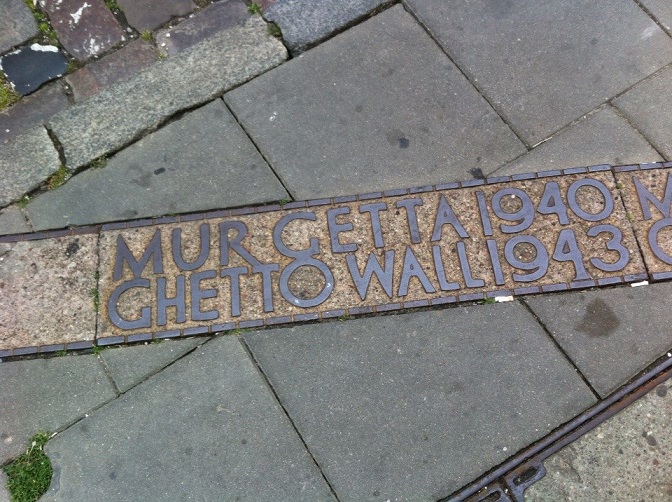 MUR GETTA 1940
GHETTO WALL 1943
M
G